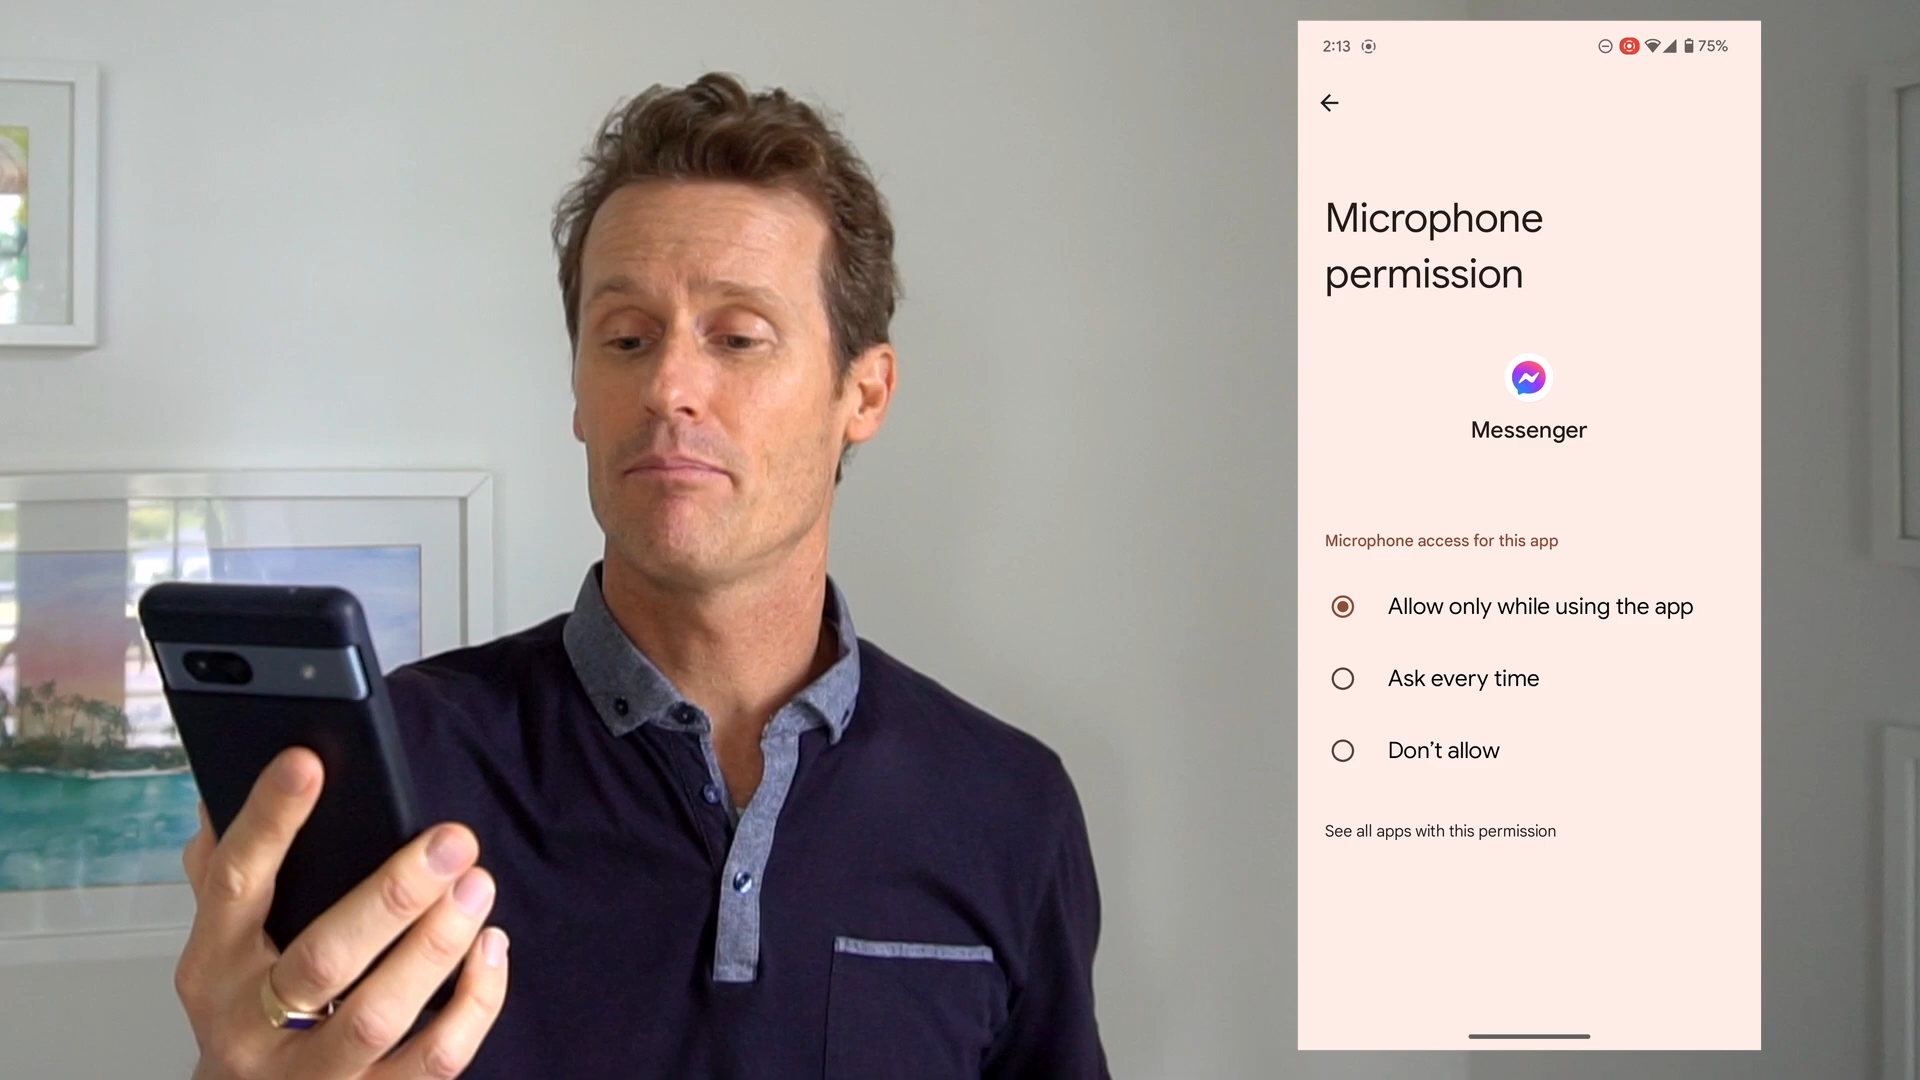 2:13 75%
Microphone
permission
Messenger
Microphone access for this app
Allow only while using the app
Ask every time
Don’t allow
See all apps with this permission